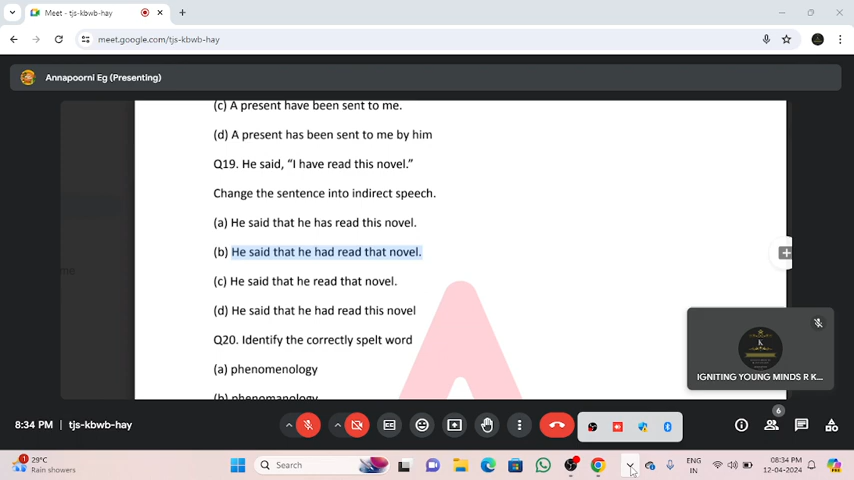 Meet - tjs-kbwb-hay
meet.google.com/tjs-kbwb-hay
Annapoorni Eg (Presenting)
(c) A present have been sent to me.
(d) A present has been sent to me by him
Q19. He said, “I have read this novel.”
Change the sentence into indirect speech.
(a) He said that he has read this novel.
(b) He said that he had read that novel.
me
(c) He said that he read that novel.
(d) He said that he had read this novel
Q20. Identify the correctly spelt word
(a) phenomenology
(b) phenomanology
K
IGNITING YOUNG MINDS R K...
8:34 PM | tjs-kbwb-hay
6
29°C
Rain showers
1
Search
ENG
IN
08:34 PM
12-04-2024